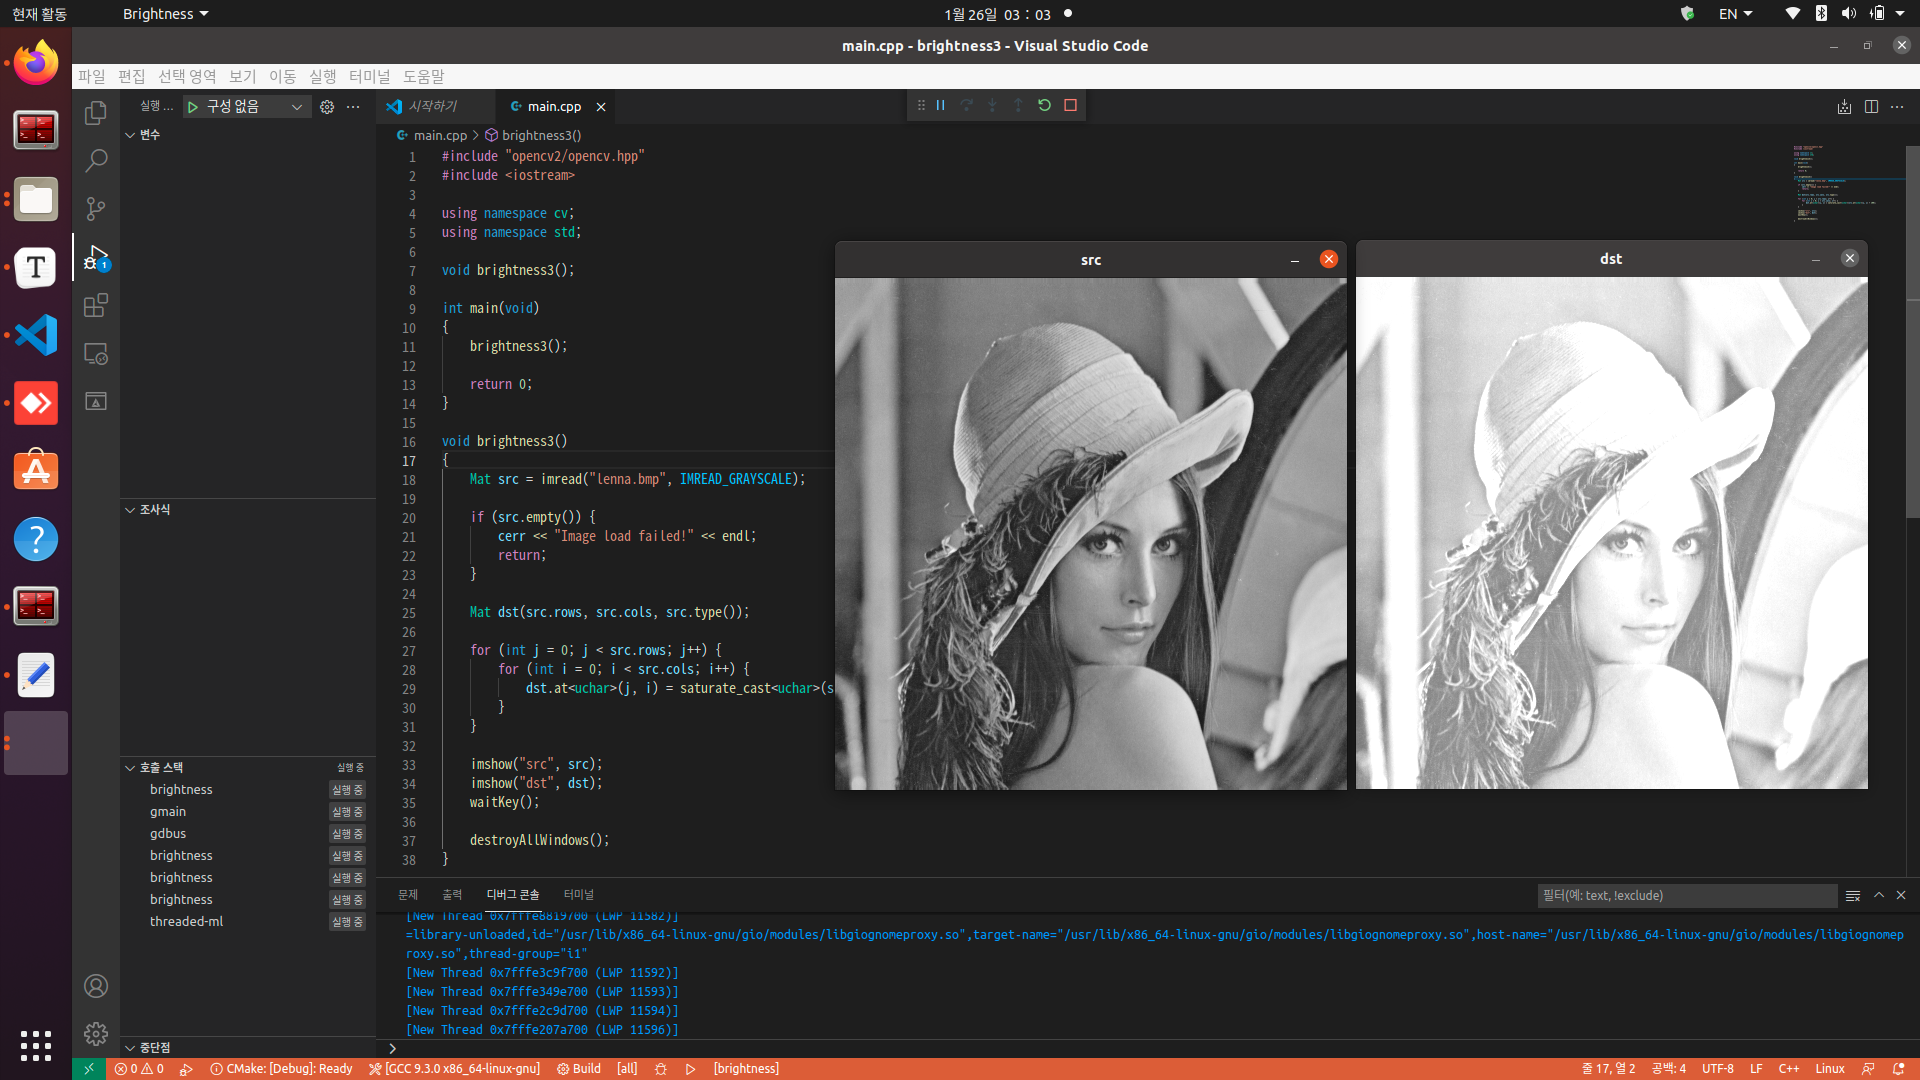 현재 활동
Brightness
1월 26일 03 : 03
EN
main.cpp - brightness3 - Visual Studio Code
파일 편집 선택 영역 보기 이동 실행 터미널 도움말
실행 ...
구성 없음
시작하기
main.cpp
변수
main.cpp > brightness3()
1 #include "opencv2/opencv.hpp"
2 #include <iostream>
3
4 using namespace cv;
5 using namespace std;
6
7 void brightness3();
8
9 int main(void)
10 {
11 brightness3();
12
13 return 0;
14 }
15
16 void brightness3()
17 {
18 Mat src = imread("lenna.bmp", IMREAD_GRAYSCALE);
19
20 if (src.empty()) {
21 cerr << "Image load failed!" << endl;
22 return;
23 }
24
25 Mat dst(src.rows, src.cols, src.type());
26
27 for (int j = 0; j < src.rows; j++) {
28 for (int i = 0; i < src.cols; i++) {
29 dst.at<uchar>(j, i) = saturate_cast<uchar>(s
30 }
31 }
32
33 imshow("src", src);
34 imshow("dst", dst);
35 waitKey();
36
37 destroyAllWindows();
38 }
src
dst
1
조사식
호출 스택 실행 중
brightness 실행 중
gmain 실행 중
gdbus 실행 중
brightness 실행 중
brightness 실행 중
brightness 실행 중
threaded-ml 실행 중
중단점
문제 출력 디버그 콘솔 터미널
필터(예: text, !exclude)
[New Thread 0x7fffe8819700 (LWP 11582)]
=library-unloaded,id="/usr/lib/x86_64-linux-gnu/gio/modules/libgiognomeproxy.so",target-name="/usr/lib/x86_64-linux-gnu/gio/modules/libgiognomeproxy.so",host-name="/usr/lib/x86_64-linux-gnu/gio/modules/libgiognomep
roxy.so",thread-group="i1"
[New Thread 0x7fffe3c9f700 (LWP 11592)]
[New Thread 0x7fffe349e700 (LWP 11593)]
[New Thread 0x7fffe2c9d700 (LWP 11594)]
[New Thread 0x7fffe207a700 (LWP 11596)]
>
0 0 CMake: [Debug]: Ready [GCC 9.3.0 x86_64-linux-gnu] Build [all] [brightness]
줄 17, 열 2 공백: 4 UTF-8 LF C++ Linux